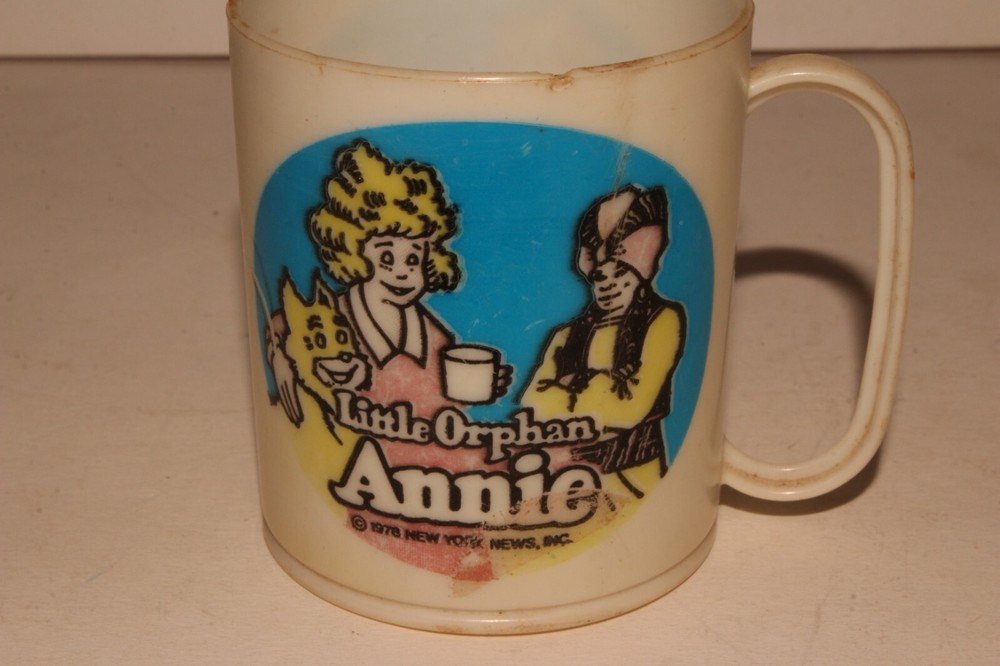 Little Orphan
Annie
© 1978 NEW YORK NEWS, INC.